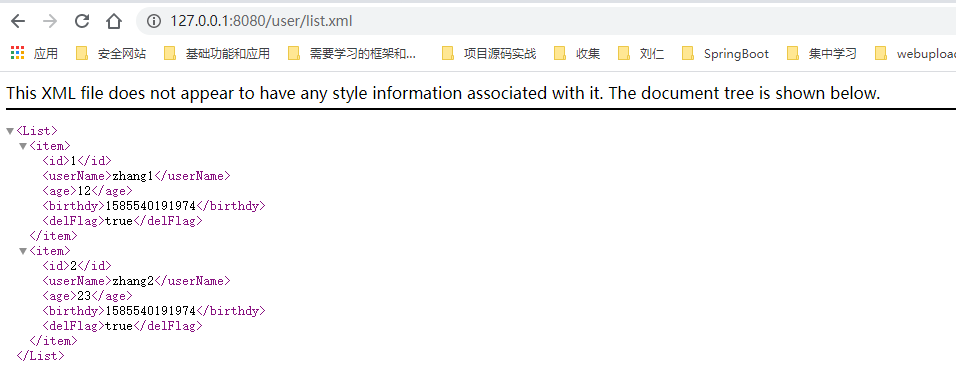 127.0.0.1:8080/user/list.xml
应用 安全网站 基础功能和应用 需要学习的框架和... 项目源码实战 收集 刘仁 SpringBoot 集中学习 webupload
This XML file does not appear to have any style information associated with it. The document tree is shown below.
▼<List>
▼<item>
<id>1</id>
<userName>zhang1</userName>
<age>12</age>
<birthdy>1585540191974</birthdy>
<delFlag>true</delFlag>
</item>
▼<item>
<id>2</id>
<userName>zhang2</userName>
<age>23</age>
<birthdy>1585540191974</birthdy>
<delFlag>true</delFlag>
</item>
</List>